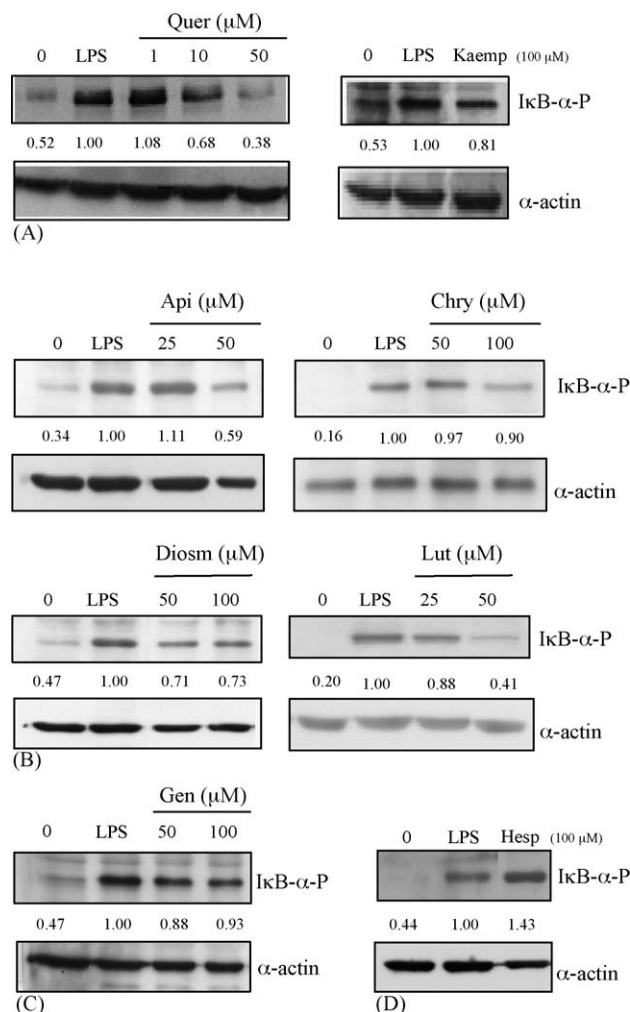 Quer (μM)
0 LPS 1 10 50
0 LPS Kaemp (100 μM)
IκB-α-P
0.52 1.00 1.08 0.68 0.38
0.53 1.00 0.81
α-actin
(A)
Api (μM)
0 LPS 25 50
Chry (μM)
0 LPS 50 100
IκB-α-P
0.34 1.00 1.11 0.59
0.16 1.00 0.97 0.90
α-actin
Diosm (μM)
0 LPS 50 100
Lut (μM)
0 LPS 25 50
IκB-α-P
0.47 1.00 0.71 0.73
0.20 1.00 0.88 0.41
α-actin
(B)
Gen (μM)
0 LPS 50 100
IκB-α-P
0.47 1.00 0.88 0.93
α-actin
(C)
0 LPS Hesp (100 μM)
IκB-α-P
0.44 1.00 1.43
α-actin
(D)